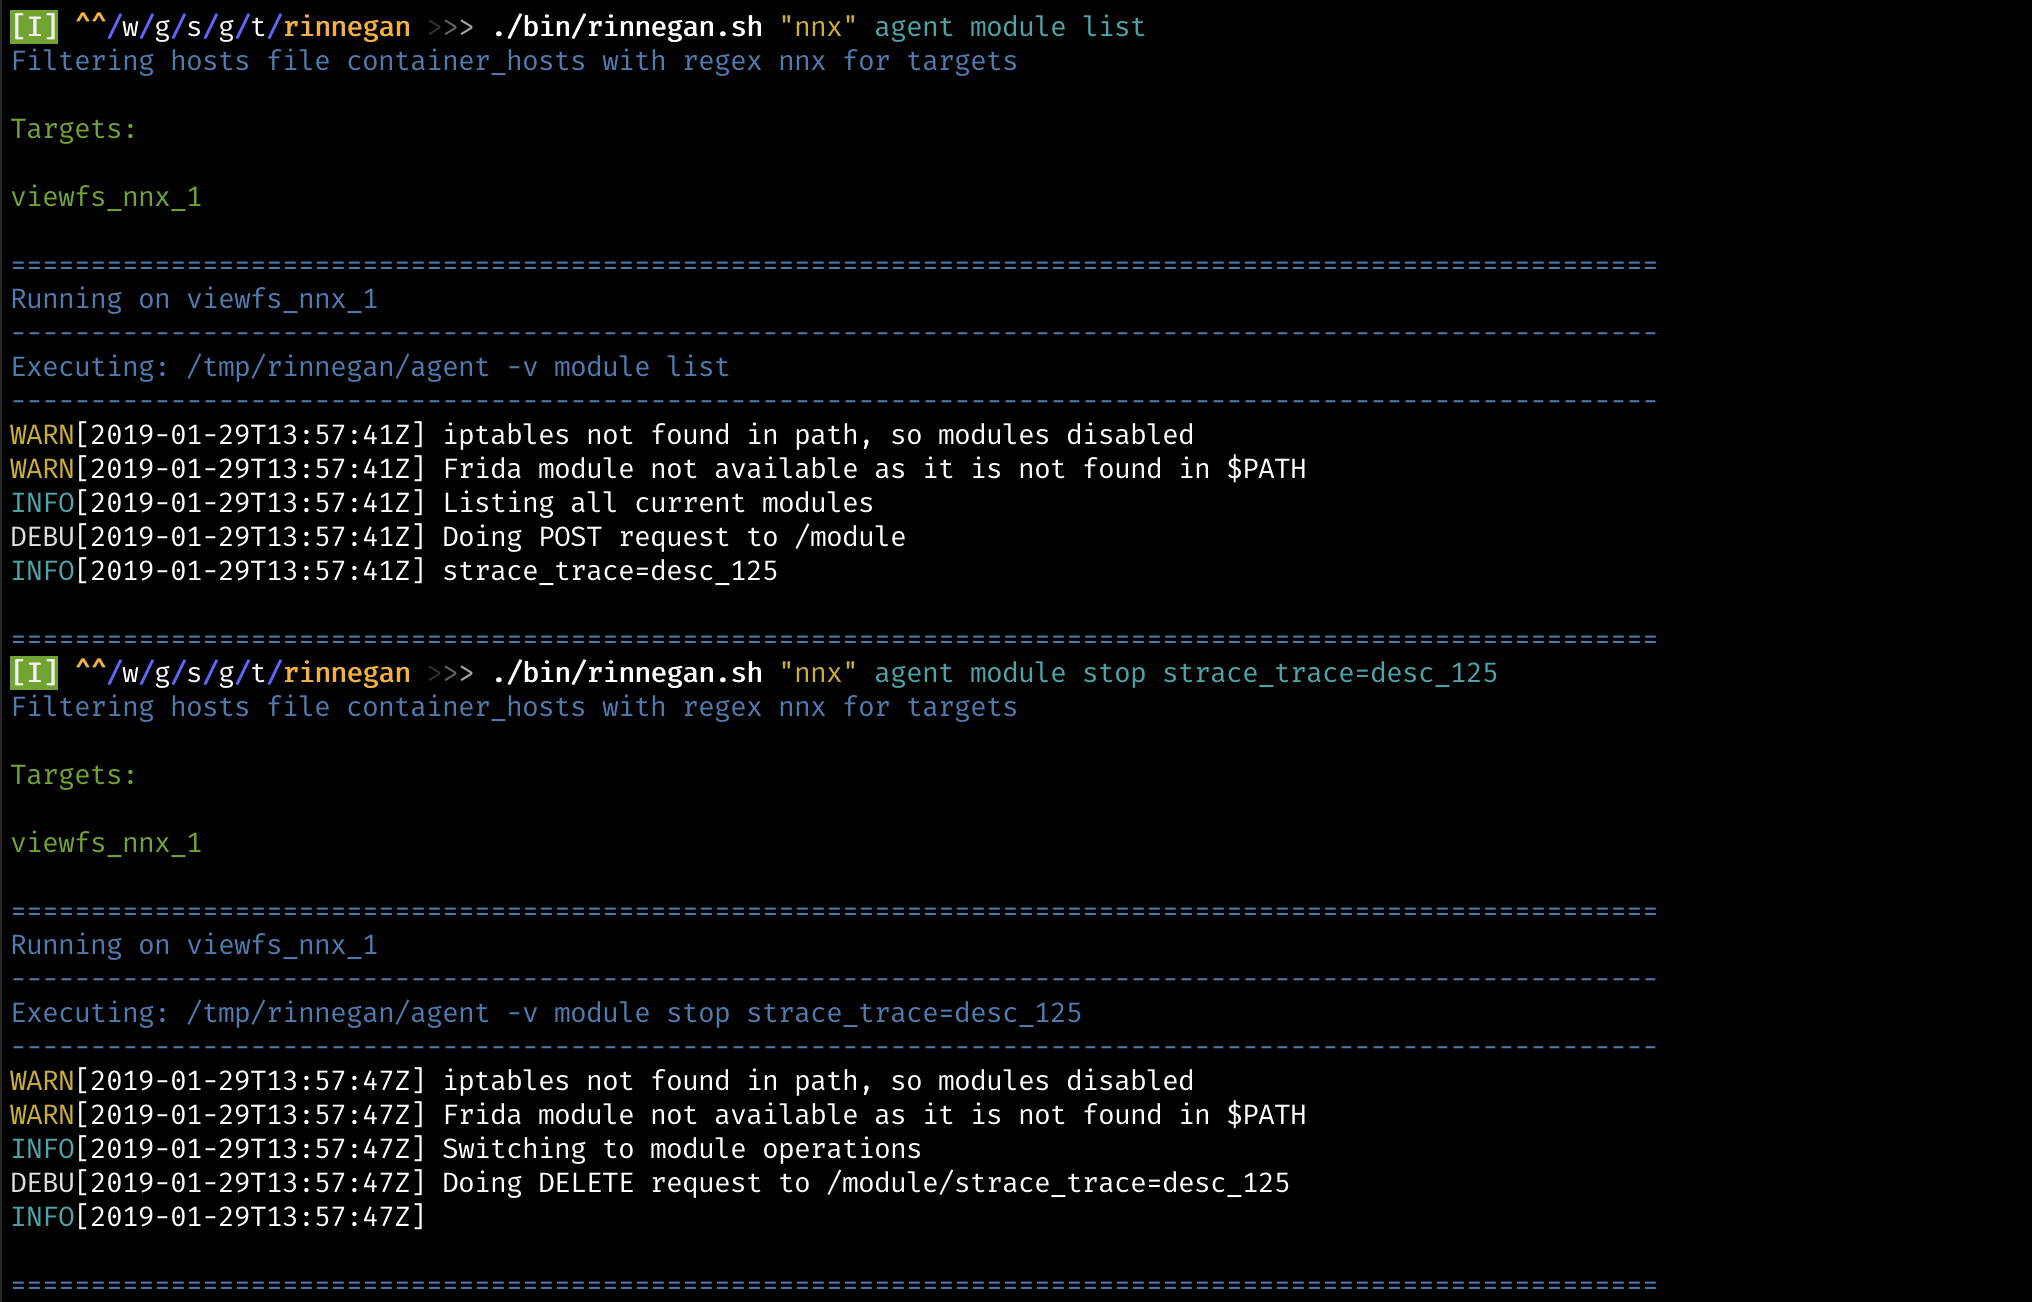 [I] ^^/w/g/s/g/t/rinnegan >>> ./bin/rinnegan.sh "nnx" agent module list
Filtering hosts file container_hosts with regex nnx for targets
Targets:
viewfs_nnx_1
=======================================================================================================
Running on viewfs_nnx_1
-------------------------------------------------------------------------------------------------------
Executing: /tmp/rinnegan/agent -v module list
-------------------------------------------------------------------------------------------------------
WARN[2019-01-29T13:57:41Z] iptables not found in path, so modules disabled
WARN[2019-01-29T13:57:41Z] Frida module not available as it is not found in $PATH
INFO[2019-01-29T13:57:41Z] Listing all current modules
DEBU[2019-01-29T13:57:41Z] Doing POST request to /module
INFO[2019-01-29T13:57:41Z] strace_trace=desc_125
=======================================================================================================
[I] ^^/w/g/s/g/t/rinnegan >>> ./bin/rinnegan.sh "nnx" agent module stop strace_trace=desc_125
Filtering hosts file container_hosts with regex nnx for targets
Targets:
viewfs_nnx_1
=======================================================================================================
Running on viewfs_nnx_1
-------------------------------------------------------------------------------------------------------
Executing: /tmp/rinnegan/agent -v module stop strace_trace=desc_125
-------------------------------------------------------------------------------------------------------
WARN[2019-01-29T13:57:47Z] iptables not found in path, so modules disabled
WARN[2019-01-29T13:57:47Z] Frida module not available as it is not found in $PATH
INFO[2019-01-29T13:57:47Z] Switching to module operations
DEBU[2019-01-29T13:57:47Z] Doing DELETE request to /module/strace_trace=desc_125
INFO[2019-01-29T13:57:47Z]
=======================================================================================================